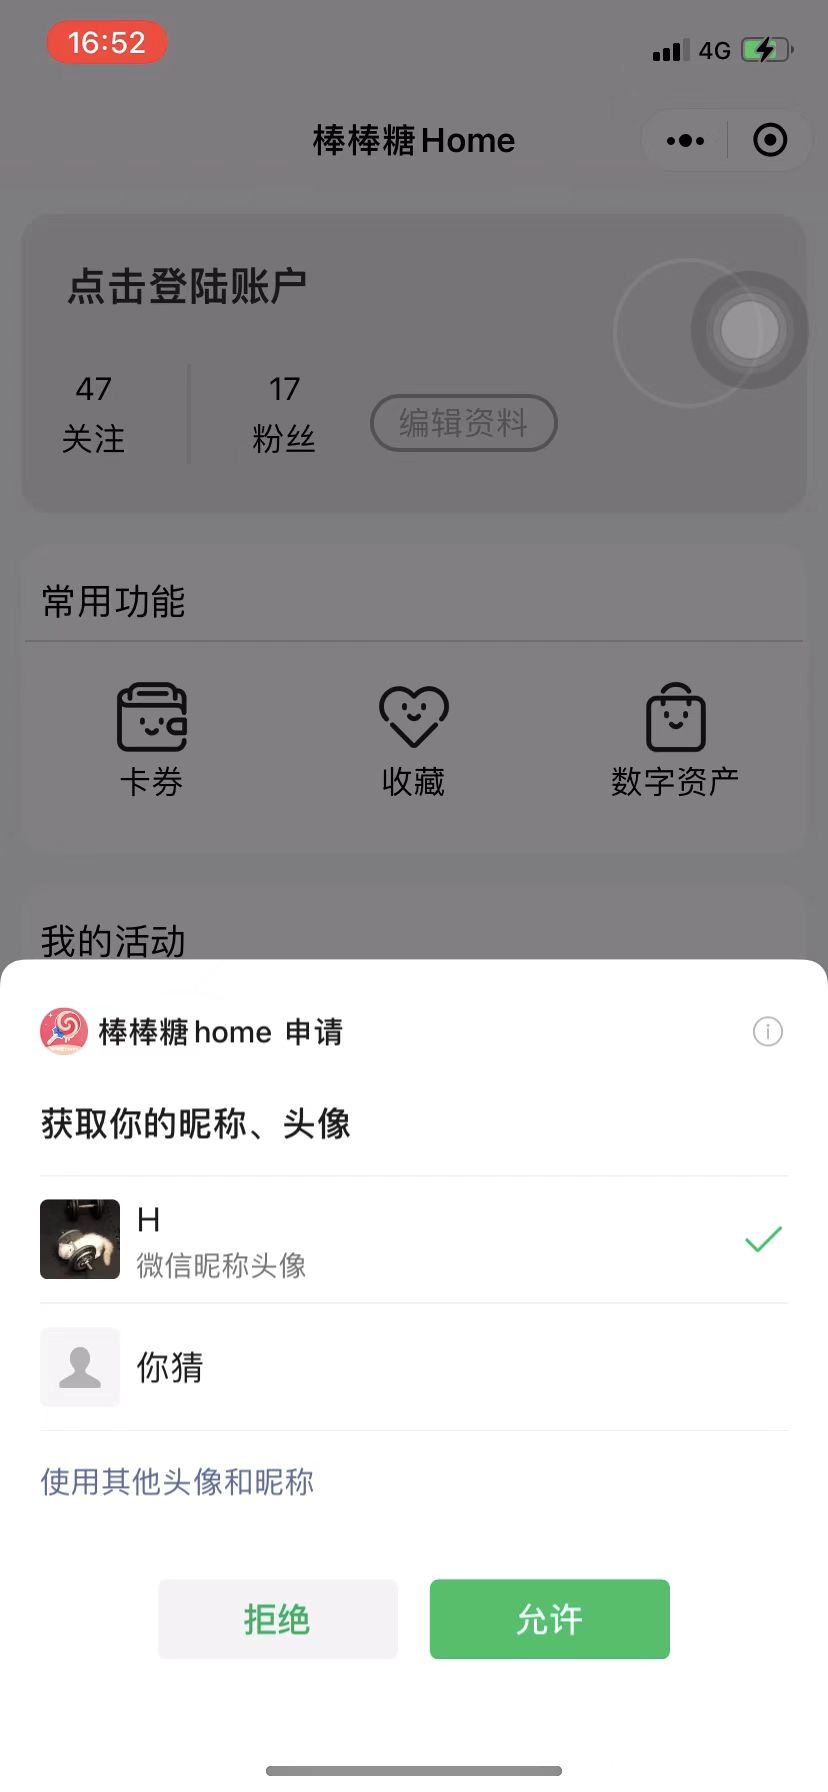 16:52
4G
棒棒糖Home
点击登陆账户
47
17
关注
粉丝
编辑资料
常用功能
卡券
收藏
数字资产
我的活动
棒棒糖home 申请
获取你的昵称、头像
H
微信昵称头像
你猜
使用其他头像和昵称
拒绝
允许